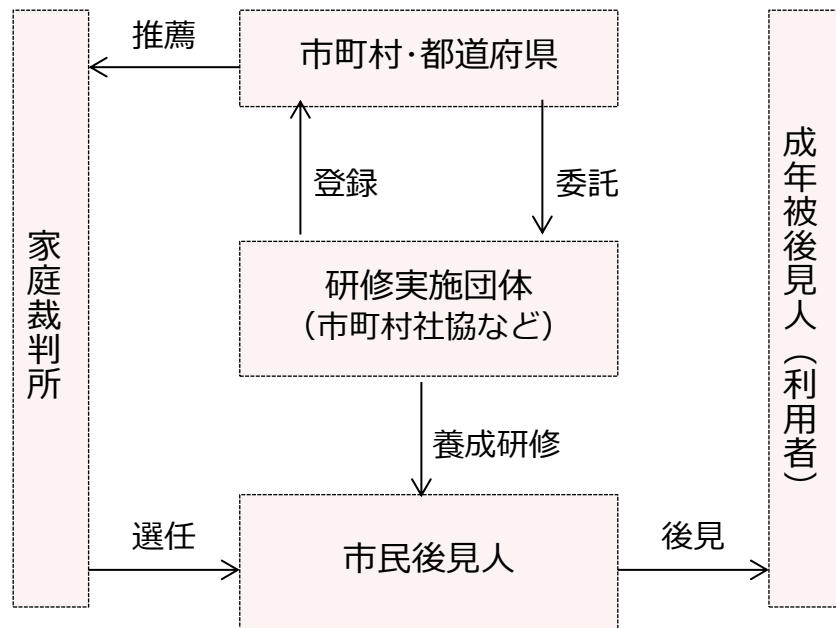 推薦
市町村・都道府県
登録
委託
家庭裁判所
研修実施団体
（市町村社協など）
成年被後見人（利用者）
養成研修
選任
市民後見人
後見